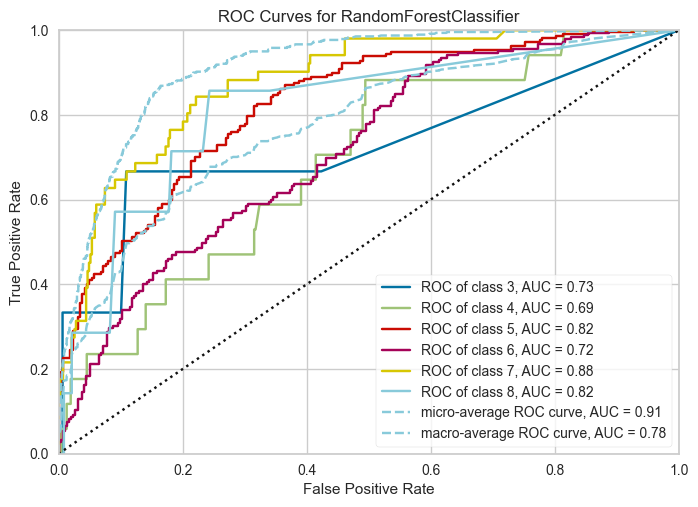 ROC Curves for RandomForestClassifier
True Positive Rate
1.0
0.8
0.6
0.4
0.2
0.0
ROC of class 3, AUC = 0.73
ROC of class 4, AUC = 0.69
ROC of class 5, AUC = 0.82
ROC of class 6, AUC = 0.72
ROC of class 7, AUC = 0.88
ROC of class 8, AUC = 0.82
micro-average ROC curve, AUC = 0.91
macro-average ROC curve, AUC = 0.78
0.0 0.2 0.4 0.6 0.8 1.0
False Positive Rate